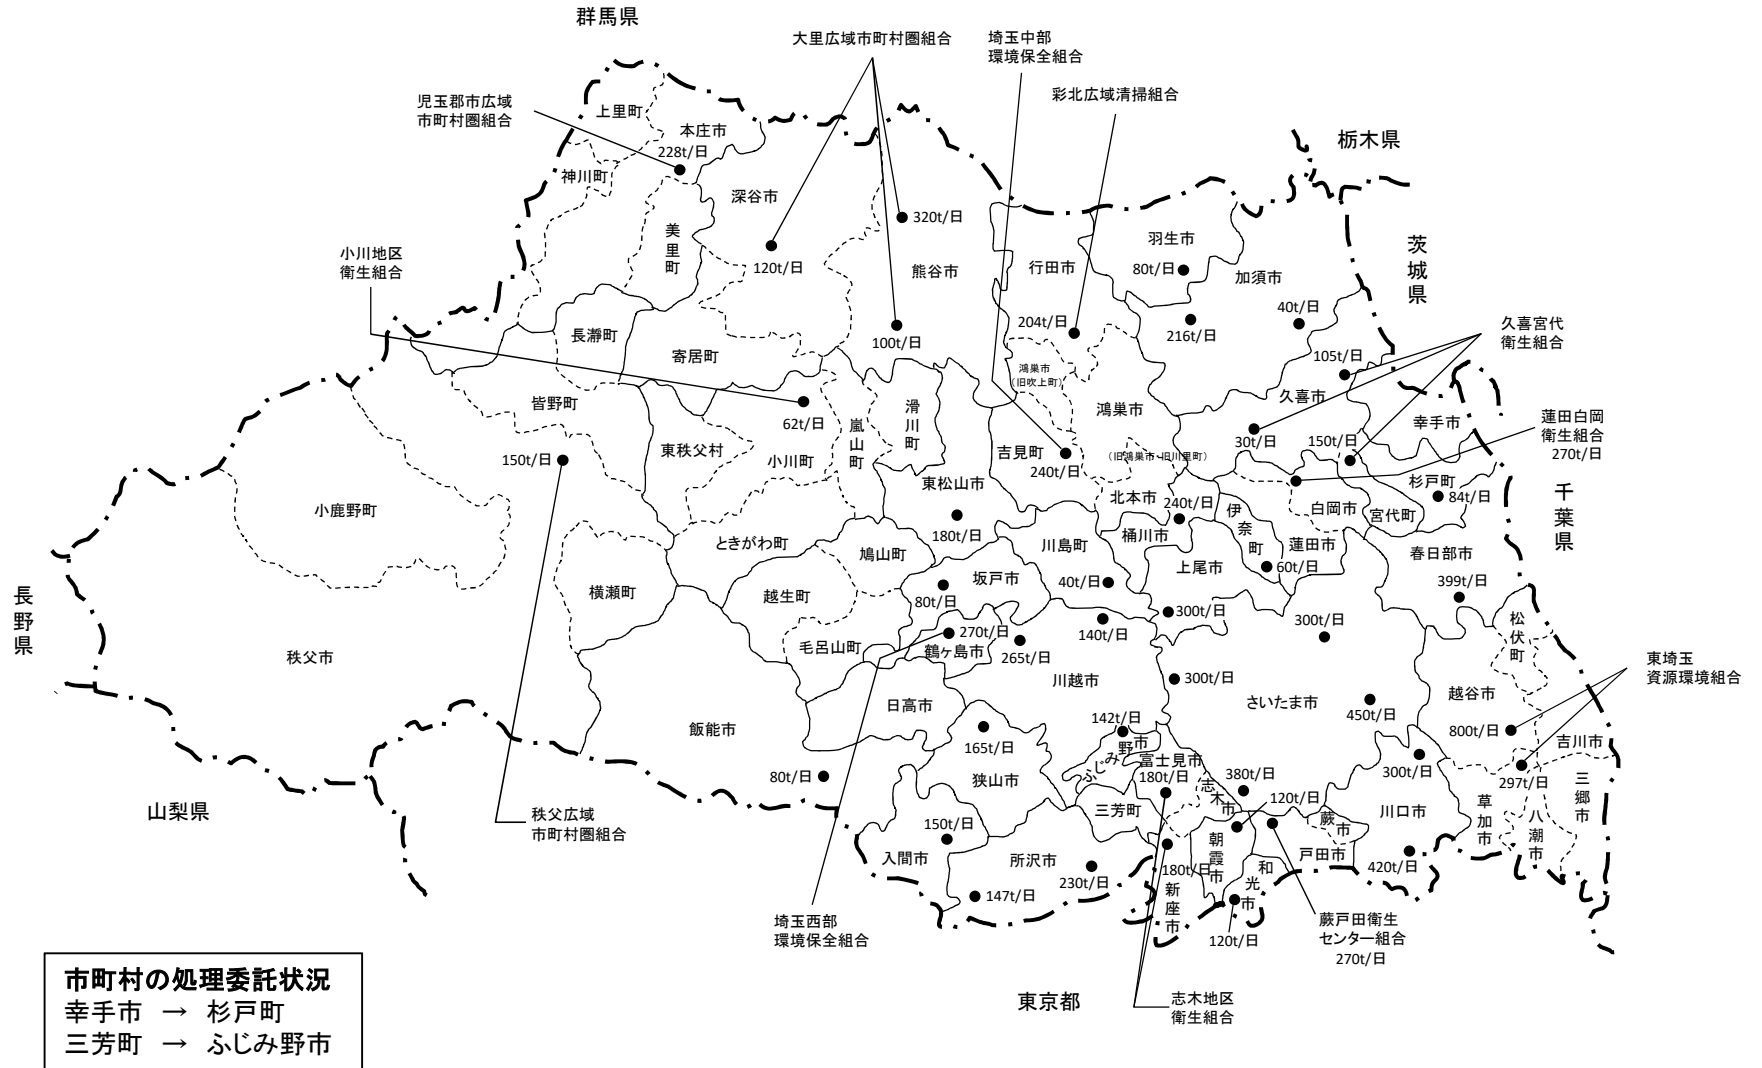 群馬県
大里広域市町村圏組合
埼玉中部
環境保全組合
彩北広域清掃組合
児玉郡市広域
市町村圏組合
上里町
本庄市
228t/日
神川町
栃木県
深谷市
320t/日
美里町
120t/日
熊谷市
行田市
羽生市
80t/日
加須市
茨城県
小川地区
衛生組合
204t/日
216t/日
40t/日
久喜宮代
衛生組合
長瀞町
寄居町
100t/日
鴻巣市
(旧吹上町)
105t/日
久喜市
皆野町
62t/日
嵐山町
滑川町
鴻巣市
幸手市
蓮田白岡
衛生組合
270t/日
150t/日
東秩父村
小川町
吉見町
240t/日
(旧鴻巣市・旧川里町)
30t/日
150t/日
東松山市
北本市
240t/日
杉戸町
84t/日
小鹿野町
白岡市
宮代町
千葉県
伊奈町
180t/日
ときがわ町
鳩山町
川島町
桶川市
蓮田市
春日部市
399t/日
上尾市
60t/日
横瀬町
越生町
坂戸市
80t/日
40t/日
長野県
300t/日
300t/日
松伏町
毛呂山町
270t/日
鶴ヶ島市
265t/日
140t/日
秩父市
川越市
300t/日
さいたま市
450t/日
越谷市
東埼玉
資源環境組合
日高市
飯能市
165t/日
142t/日
ふじみ野市
富士見市
180t/日
800t/日
吉川市
80t/日
狭山市
志木市
380t/日
300t/日
297t/日
三郷市
山梨県
三芳町
120t/日
蕨市
川口市
草加市
八潮市
秩父広域
市町村圏組合
150t/日
入間市
所沢市
230t/日
147t/日
180t/日
朝霞市
戸田市
420t/日
新座市
和光市
120t/日
埼玉西部
環境保全組合
蕨戸田衛生
センター組合
270t/日
東京都
志木地区
衛生組合
市町村の処理委託状況
幸手市 → 杉戸町
三芳町 → ふじみ野市